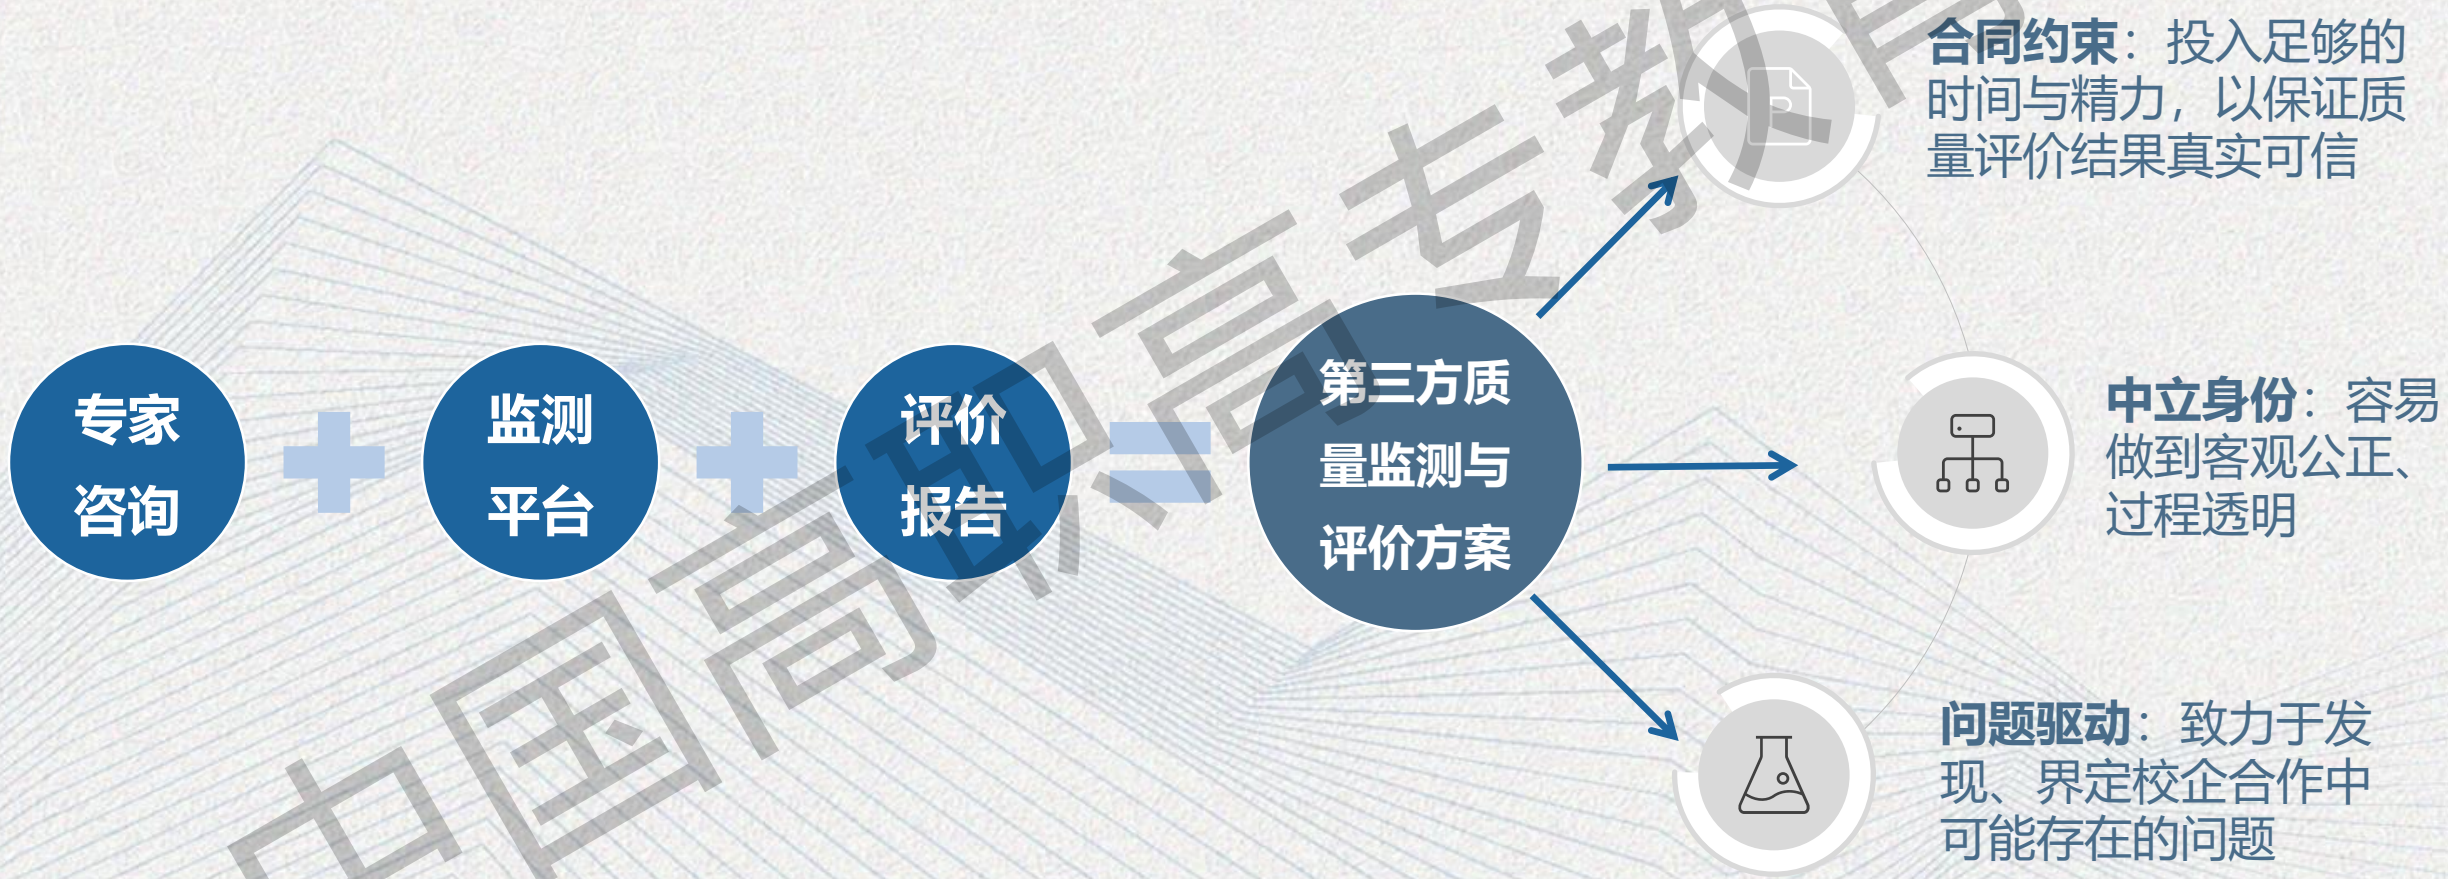 专家
咨询
监测
平台
评价
报告
第三方质
量监测与
评价方案
合同约束：投入足够的
时间与精力，以保证质
量评价结果真实可信
中立身份：容易
做到客观公正、
过程透明
问题驱动：致力于发
现、界定校企合作中
可能存在的问题
中国高职高专教育